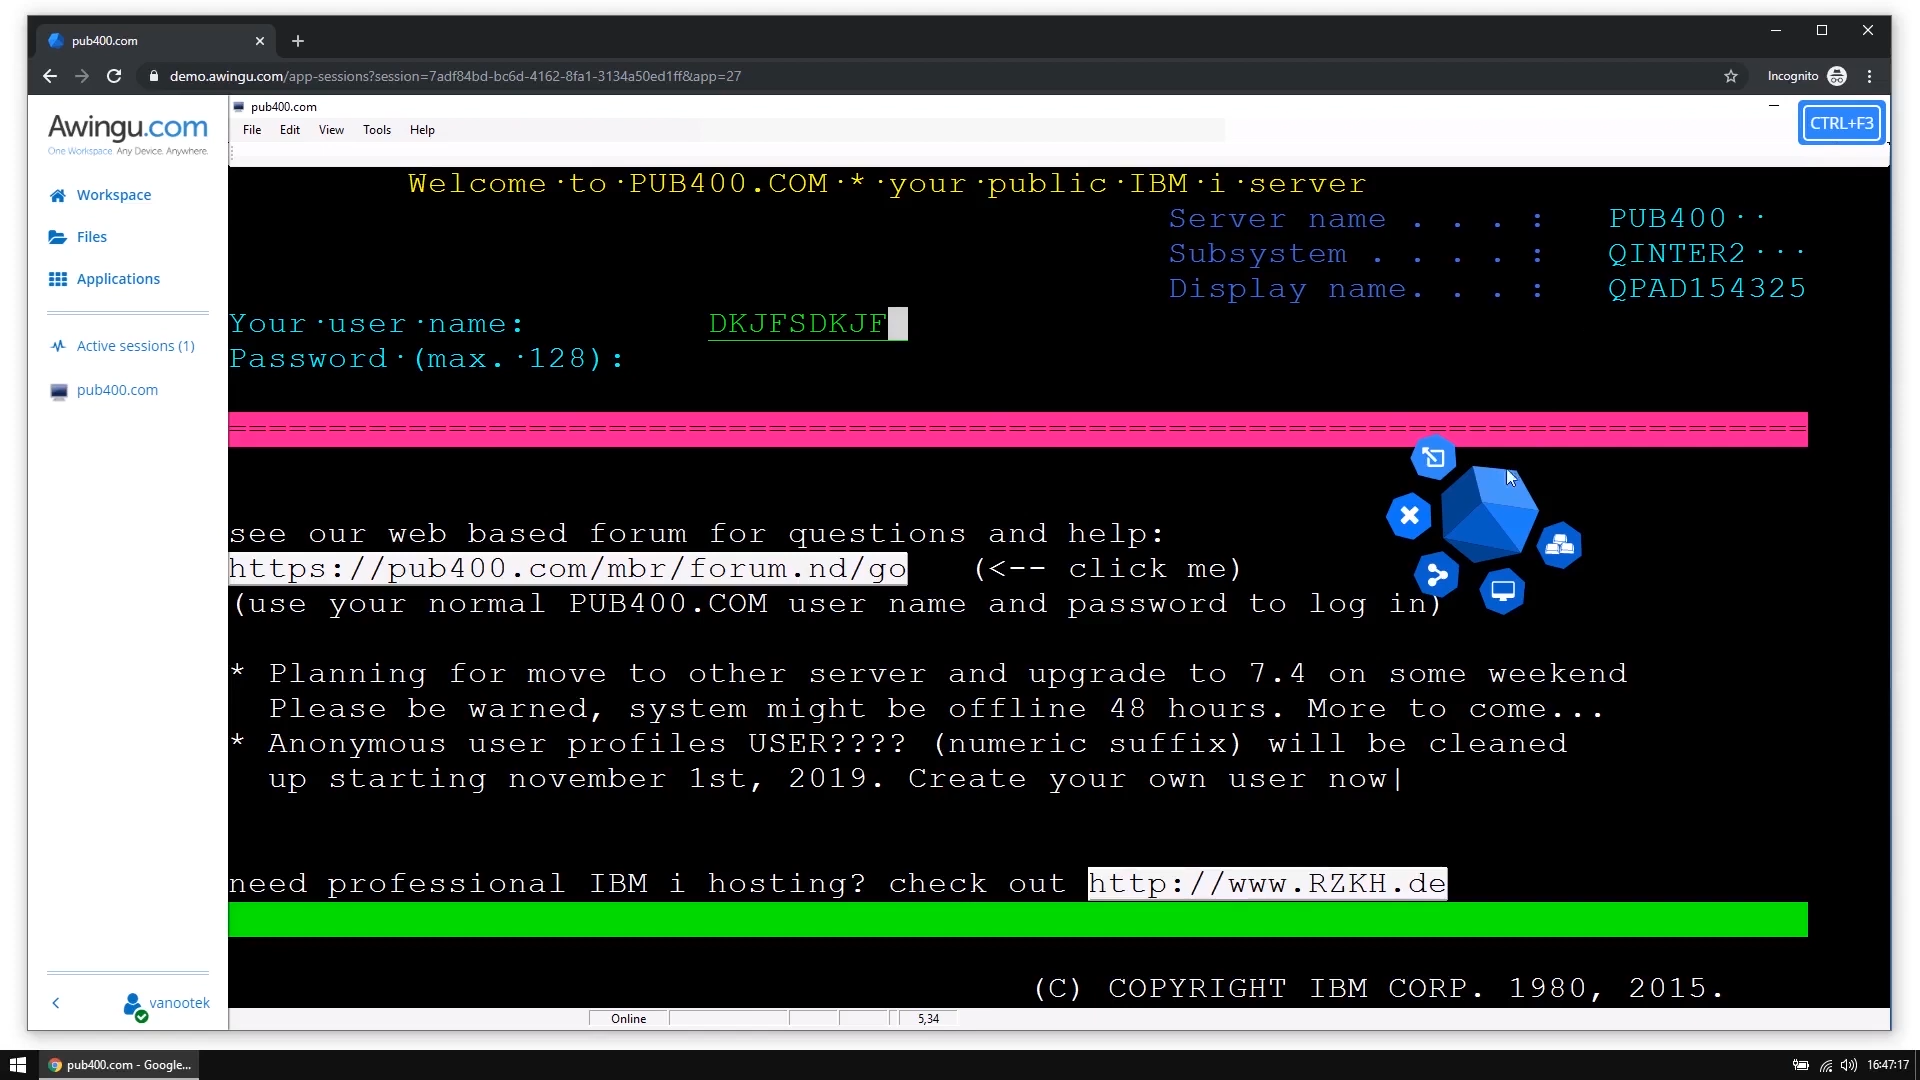 pub400.com
demo.awingu.com/app-sessions?session=7adf84bd-bc6d-4162-8fa1-3134a50ed1ff&app=27
Incognito
Awingu.com
One Workspace. Any Device. Anywhere.
Workspace
Files
Applications
Active sessions (1)
pub400.com
vanootek
pub400.com
File Edit View Tools Help
CTRL+F3
Welcome·to·PUB400.COM·*·your·public·IBM·i·server
Server name . . . : PUB400··
Subsystem . . . . : QINTER2···
Display name. . . : QPAD154325
Your·user·name: DKJFSDKJF
Password·(max.·128):
===============================================================================
see our web based forum for questions and help:
https://pub400.com/mbr/forum.nd/go (<-- click me)
(use your normal PUB400.COM user name and password to log in)
* Planning for move to other server and upgrade to 7.4 on some weekend
Please be warned, system might be offline 48 hours. More to come...
* Anonymous user profiles USER???? (numeric suffix) will be cleaned
up starting november 1st, 2019. Create your own user now|
need professional IBM i hosting? check out http://www.RZKH.de
(C) COPYRIGHT IBM CORP. 1980, 2015.
Online 5,34
pub400.com - Google...
16:47:17